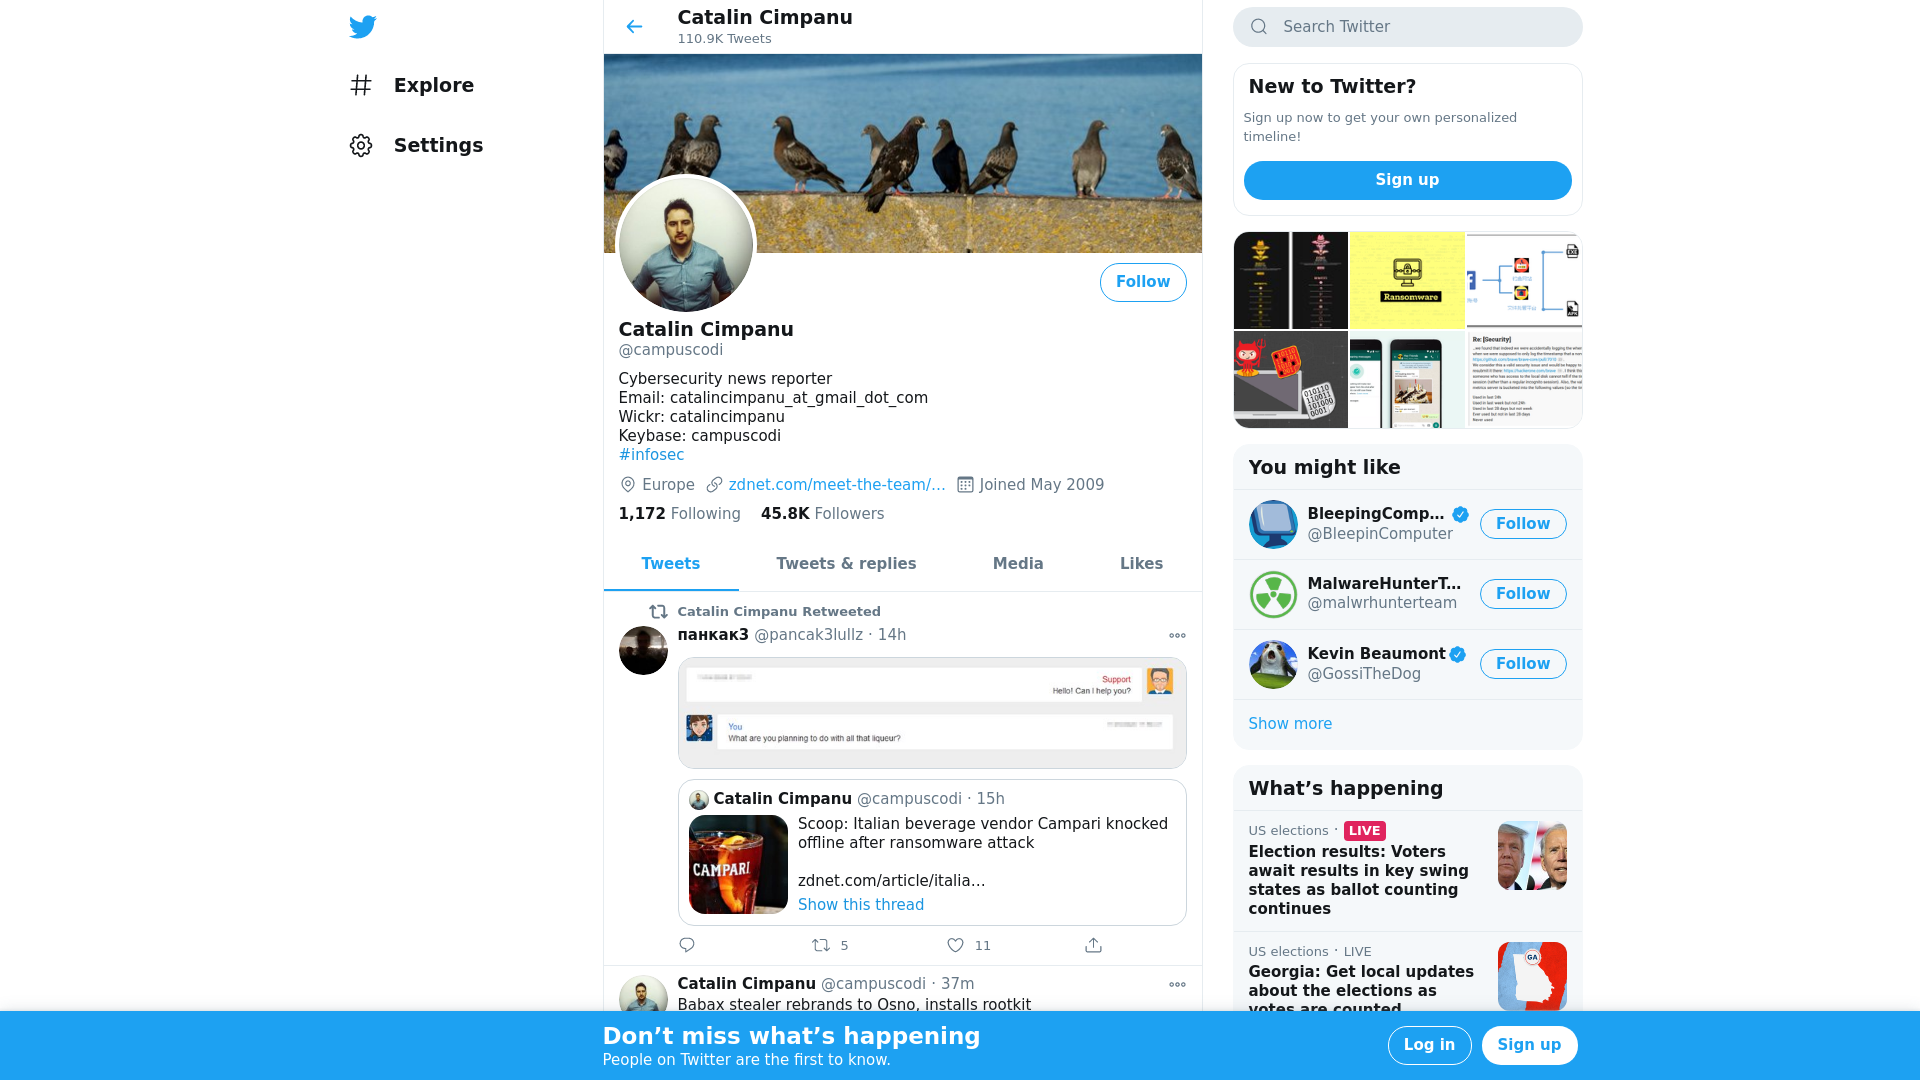 Explore
Settings
Catalin Cimpanu
110.9K Tweets
Follow
Catalin Cimpanu
@campuscodi
Cybersecurity news reporter
Email: catalincimpanu_at_gmail_dot_com
Wickr: catalincimpanu
Keybase: campuscodi
#infosec
Europe
zdnet.com/meet-the-team/…
Joined May 2009
1,172 Following 45.8K Followers
Tweets
Tweets & replies
Media
Likes
Catalin Cimpanu Retweeted
панкак3 @pancak3lullz · 14h
Support
Hello! Can I help you?
You
What are you planning to do with all that liqueur?
Catalin Cimpanu @campuscodi · 15h
CAMPARI
Scoop: Italian beverage vendor Campari knocked
offline after ransomware attack
zdnet.com/article/italia…
Show this thread
5
11
Catalin Cimpanu @campuscodi · 37m
Babax stealer rebrands to Osno, installs rootkit
Search Twitter
New to Twitter?
Sign up now to get your own personalized
timeline!
Sign up
Ransomware
Re: [Security]
You might like
BleepingComp…
@BleepinComputer
Follow
MalwareHunterT…
@malwrhunterteam
Follow
Kevin Beaumont
@GossiTheDog
Follow
Show more
What’s happening
US elections · LIVE
Election results: Voters
await results in key swing
states as ballot counting
continues
US elections · LIVE
Georgia: Get local updates
about the elections as
votes are counted
GA
Don’t miss what’s happening
People on Twitter are the first to know.
Log in
Sign up